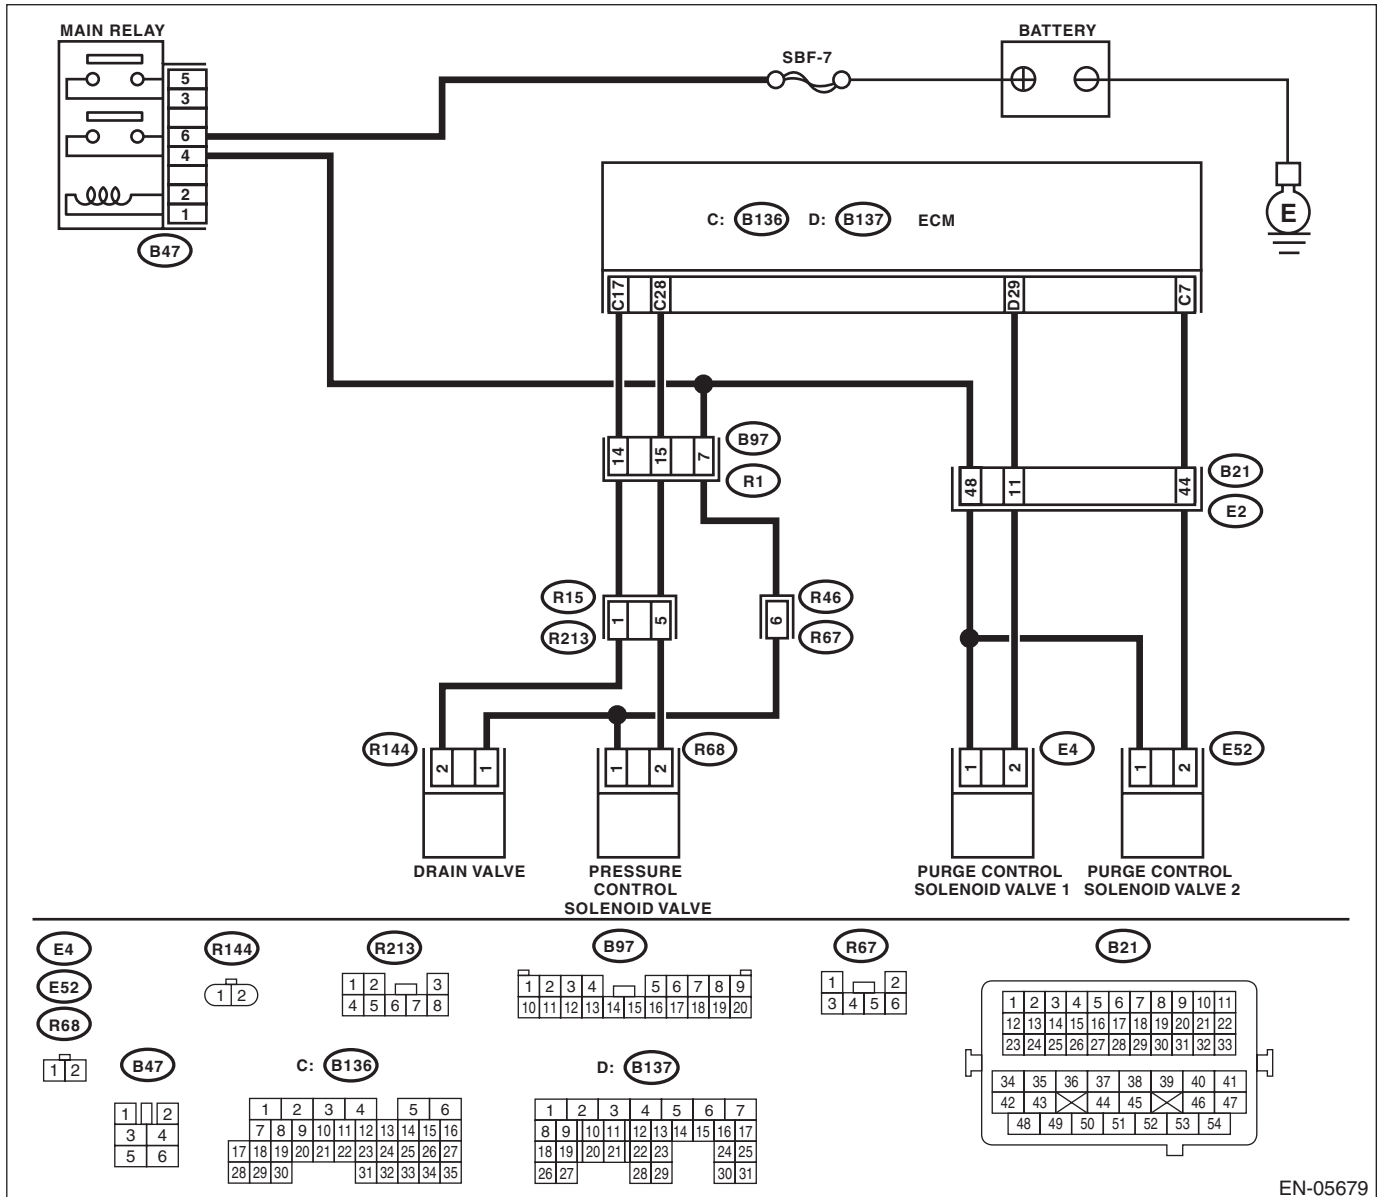 MAIN RELAY
BATTERY
SBF-7
5
3
6
4
2
1
B47
E
C: B136 D: B137 ECM
C17 C28 D29 C7
14 15 7
B97
R1
48 11 44
B21
E2
R15
1 5
R213
6
R46
R67
R144
2 1
1 2
R68
1 2
E4
1 2
E52
DRAIN VALVE
PRESSURE
CONTROL
SOLENOID VALVE
PURGE CONTROL
SOLENOID VALVE 1
PURGE CONTROL
SOLENOID VALVE 2
E4
E52
R68
1 2
R144
1 2
R213
1 2 3
4 5 6 7 8
B97
1 2 3 4 5 6 7 8 9
10 11 12 13 14 15 16 17 18 19 20
R67
1 2
3 4 5 6
B21
1 2 3 4 5 6 7 8 9 10 11
12 13 14 15 16 17 18 19 20 21 22
23 24 25 26 27 28 29 30 31 32 33
34 35 36 37 38 39 40 41
42 43 44 45 46 47
48 49 50 51 52 53 54
B47
1 2
3 4
5 6
C: B136
1 2 3 4 5 6
7 8 9 10 11 12 13 14 15 16
17 18 19 20 21 22 23 24 25 26 27
28 29 30 31 32 33 34 35
D: B137
1 2 3 4 5 6 7
8 9 10 11 12 13 14 15 16 17
18 19 20 21 22 23 24 25
26 27 28 29 30 31
EN-05679